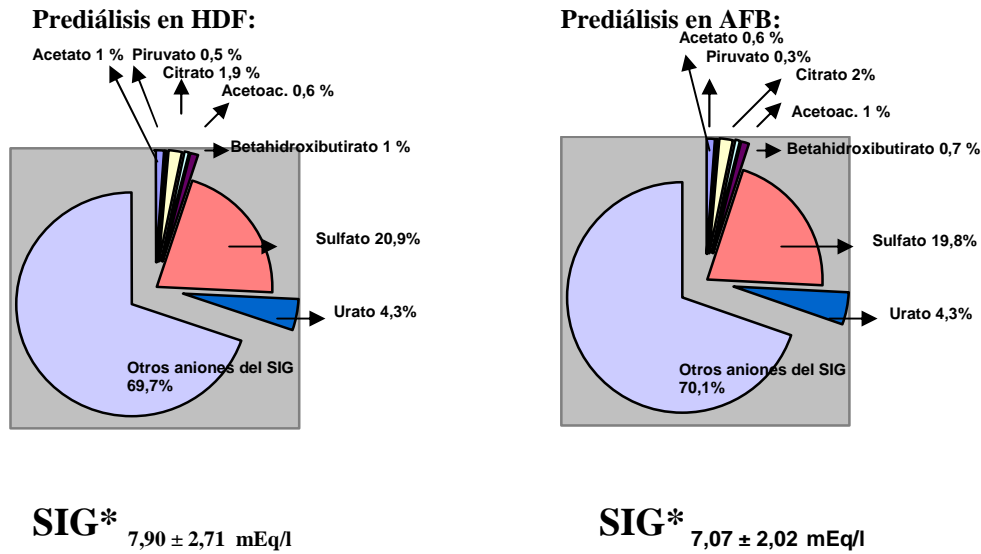 Prediálisis en HDF:
Acetato 1 % Piruvato 0,5 %
Citrato 1,9 %
Acetoac. 0,6 %
Betahidroxibutirato 1 %
Sulfato 20,9%
Urato 4,3%
Otros aniones del SIG
69,7%
SIG* 7,90 ± 2,71 mEq/l
Prediálisis en AFB:
Acetato 0,6 %
Piruvato 0,3%
Citrato 2%
Acetoac. 1 %
Betahidroxibutirato 0,7 %
Sulfato 19,8%
Urato 4,3%
Otros aniones del SIG
70,1%
SIG* 7,07 ± 2,02 mEq/l